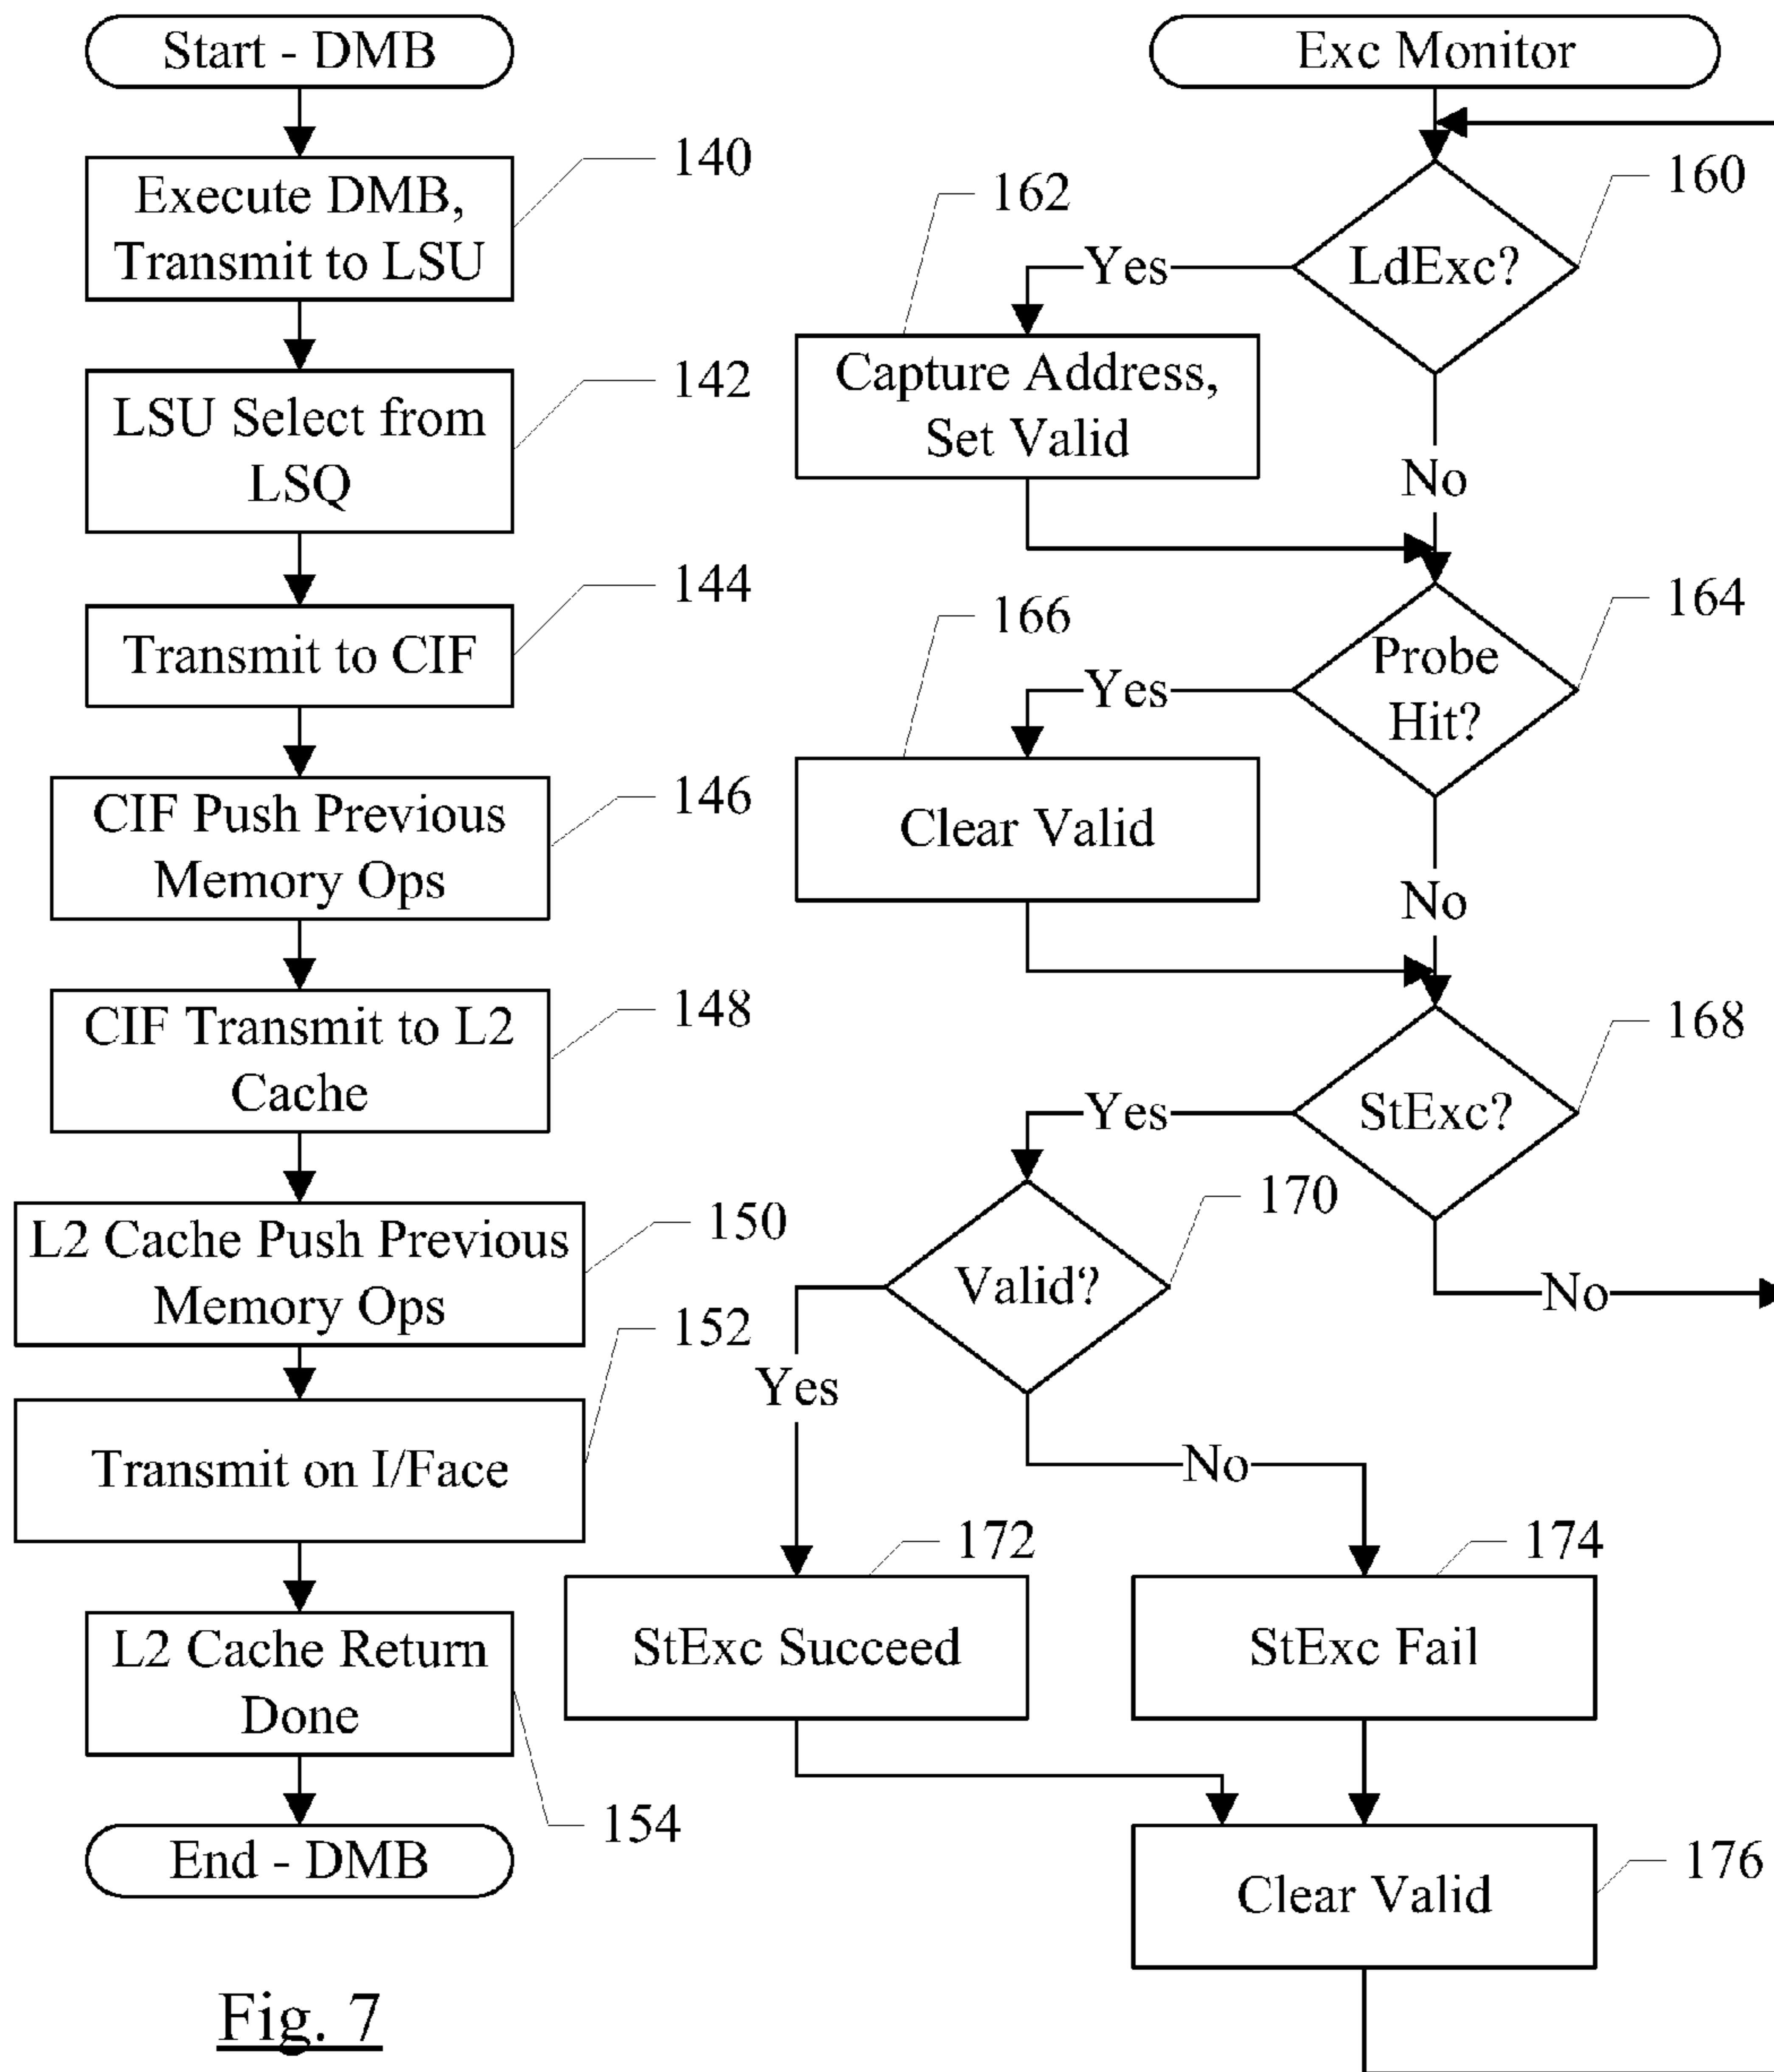 Start - DMB
Execute DMB,
Transmit to LSU
140
LSU Select from
LSQ
142
Transmit to CIF
144
CIF Push Previous
Memory Ops
146
CIF Transmit to L2
Cache
148
L2 Cache Push Previous
Memory Ops
150
Transmit on I/Face
152
L2 Cache Return
Done
154
End - DMB
Fig. 7
Exc Monitor
LdExc?
160
Yes
162
Capture Address,
Set Valid
No
Probe
Hit?
164
Yes
166
Clear Valid
No
StExc?
168
Yes
No
Valid?
170
Yes
No
StExc Succeed
172
StExc Fail
174
Clear Valid
176